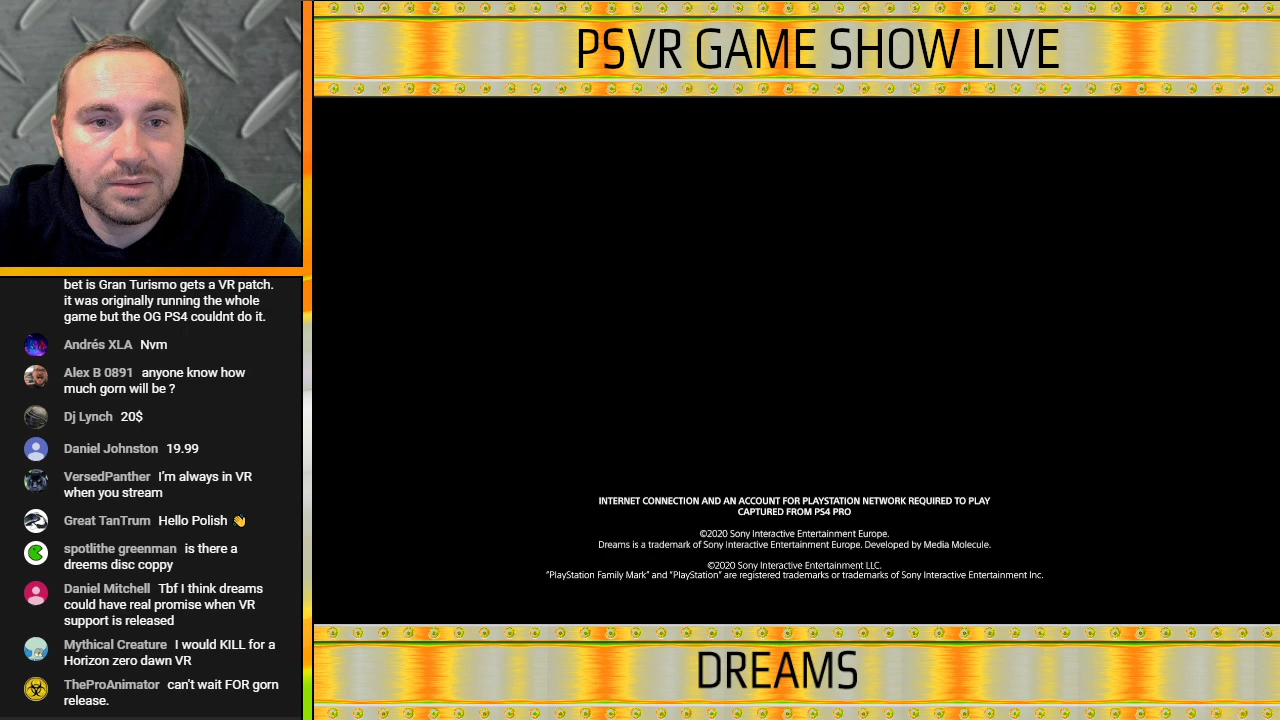 PSVR GAME SHOW LIVE
bet is Gran Turismo gets a VR patch.
it was originally running the whole
game but the OG PS4 couldnt do it.
Andrés XLA Nvm
Alex B 0891 anyone know how
much gorn will be ?
Dj Lynch 20$
Daniel Johnston 19.99
VersedPanther I'm always in VR
when you stream
Great TanTrum Hello Polish 👋
spotlithe greenman is there a
dreems disc coppy
Daniel Mitchell Tbf I think dreams
could have real promise when VR
support is released
Mythical Creature I would KILL for a
Horizon zero dawn VR
TheProAnimator can't wait FOR gorn
release.
INTERNET CONNECTION AND AN ACCOUNT FOR PLAYSTATION NETWORK REQUIRED TO PLAY
CAPTURED FROM PS4 PRO
©2020 Sony Interactive Entertainment Europe.
Dreams is a trademark of Sony Interactive Entertainment Europe. Developed by Media Molecule.
©2020 Sony Interactive Entertainment LLC.
"PlayStation Family Mark" and "PlayStation" are registered trademarks or trademarks of Sony Interactive Entertainment Inc.
DREAMS